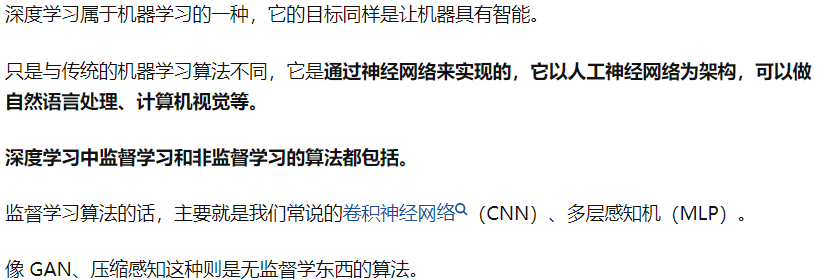 深度学习属于机器学习的一种，它的目标同样是让机器具有智能。
只是与传统的机器学习算法不同，它是通过神经网络来实现的，它以人工神经网络为架构，可以做
自然语言处理、计算机视觉等。
深度学习中监督学习和非监督学习的算法都包括。
监督学习算法的话，主要就是我们常说的卷积神经网络（CNN）、多层感知机（MLP）。
像 GAN、压缩感知这种则是无监督学东西的算法。